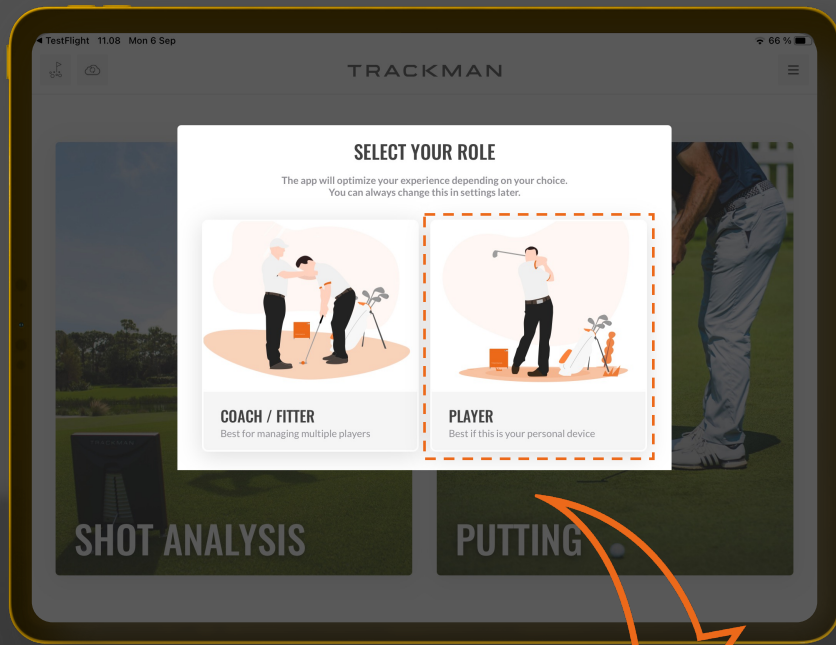 TestFlight 11.08 Mon 6 Sep
66 %
TRACKMAN
SELECT YOUR ROLE
The app will optimize your experience depending on your choice.
You can always change this in settings later.
COACH / FITTER
Best for managing multiple players
PLAYER
Best if this is your personal device
TRACKMAN
SHOT ANALYSIS
PUTTING